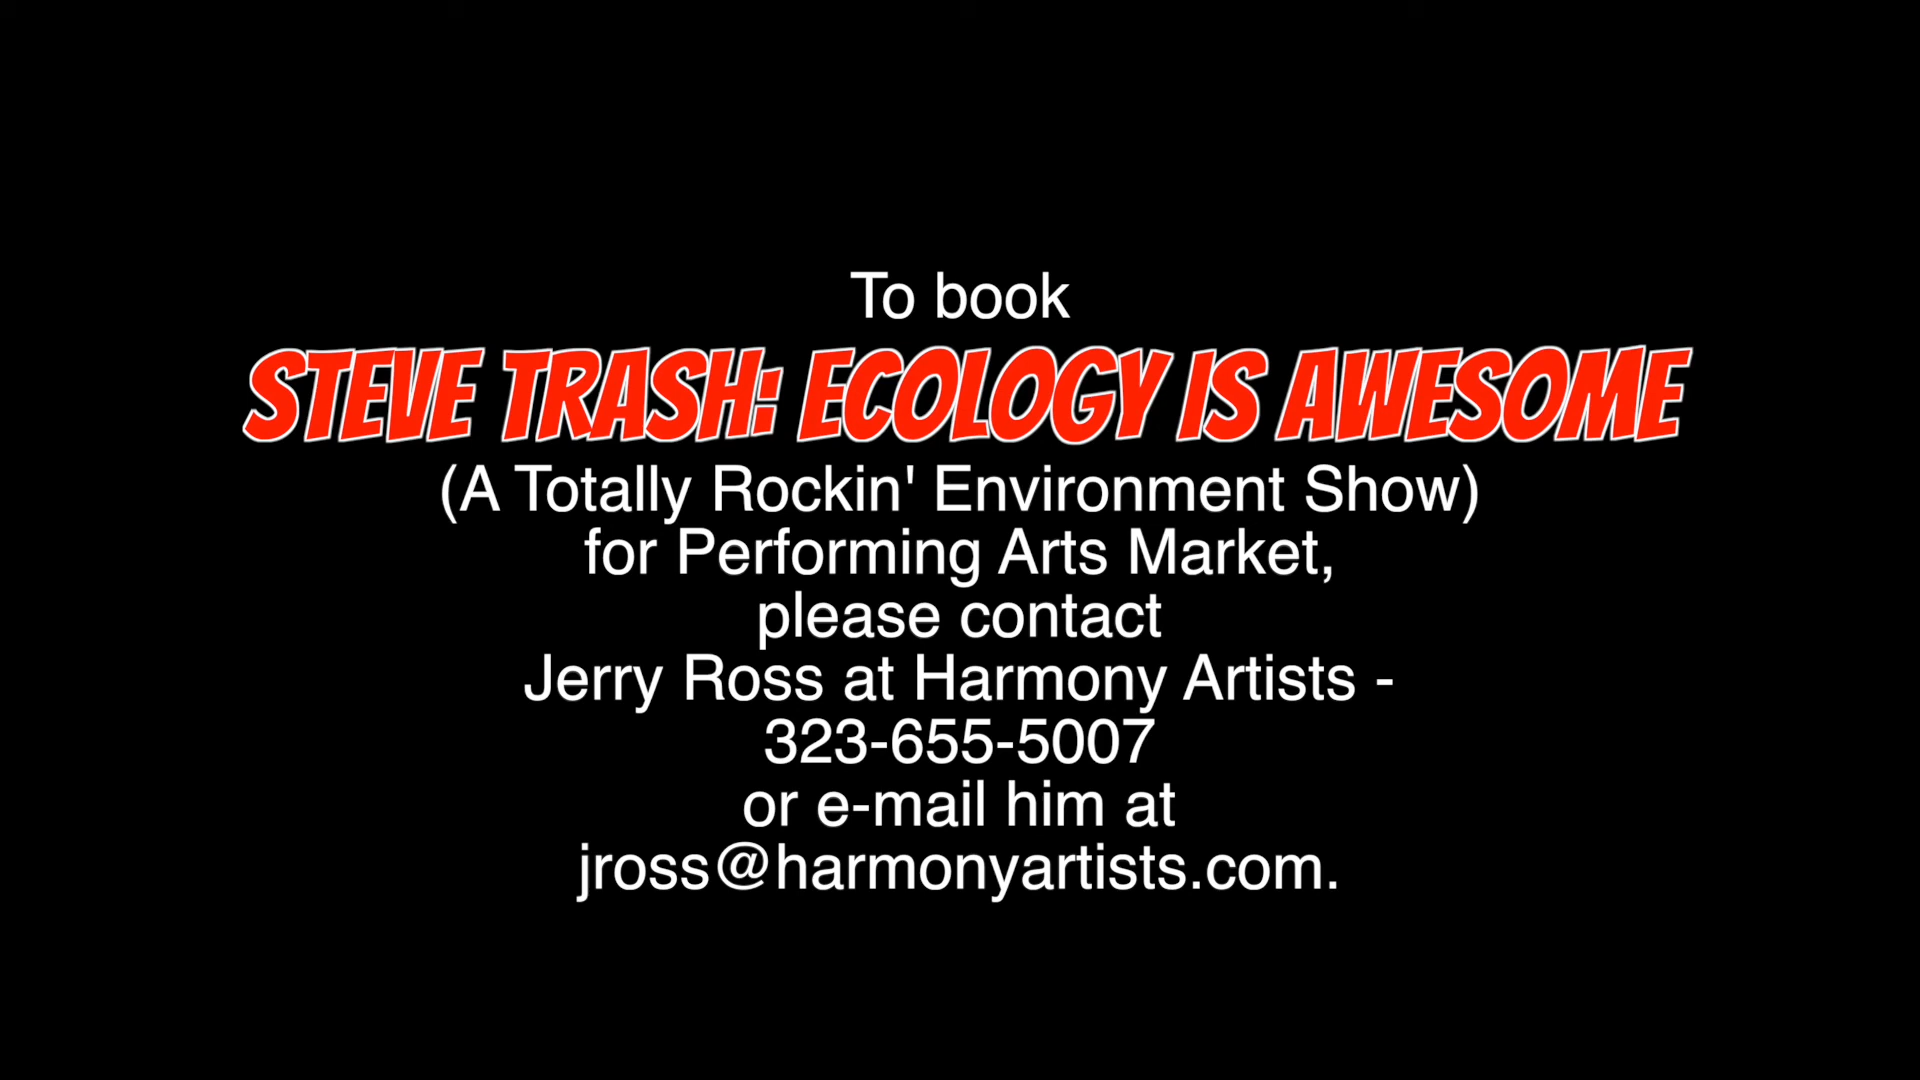 To book
STEVE TRASH: ECOLOGY IS AWESOME
(A Totally Rockin' Environment Show)
for Performing Arts Market,
please contact
Jerry Ross at Harmony Artists -
323-655-5007
or e-mail him at
jross@harmonyartists.com.